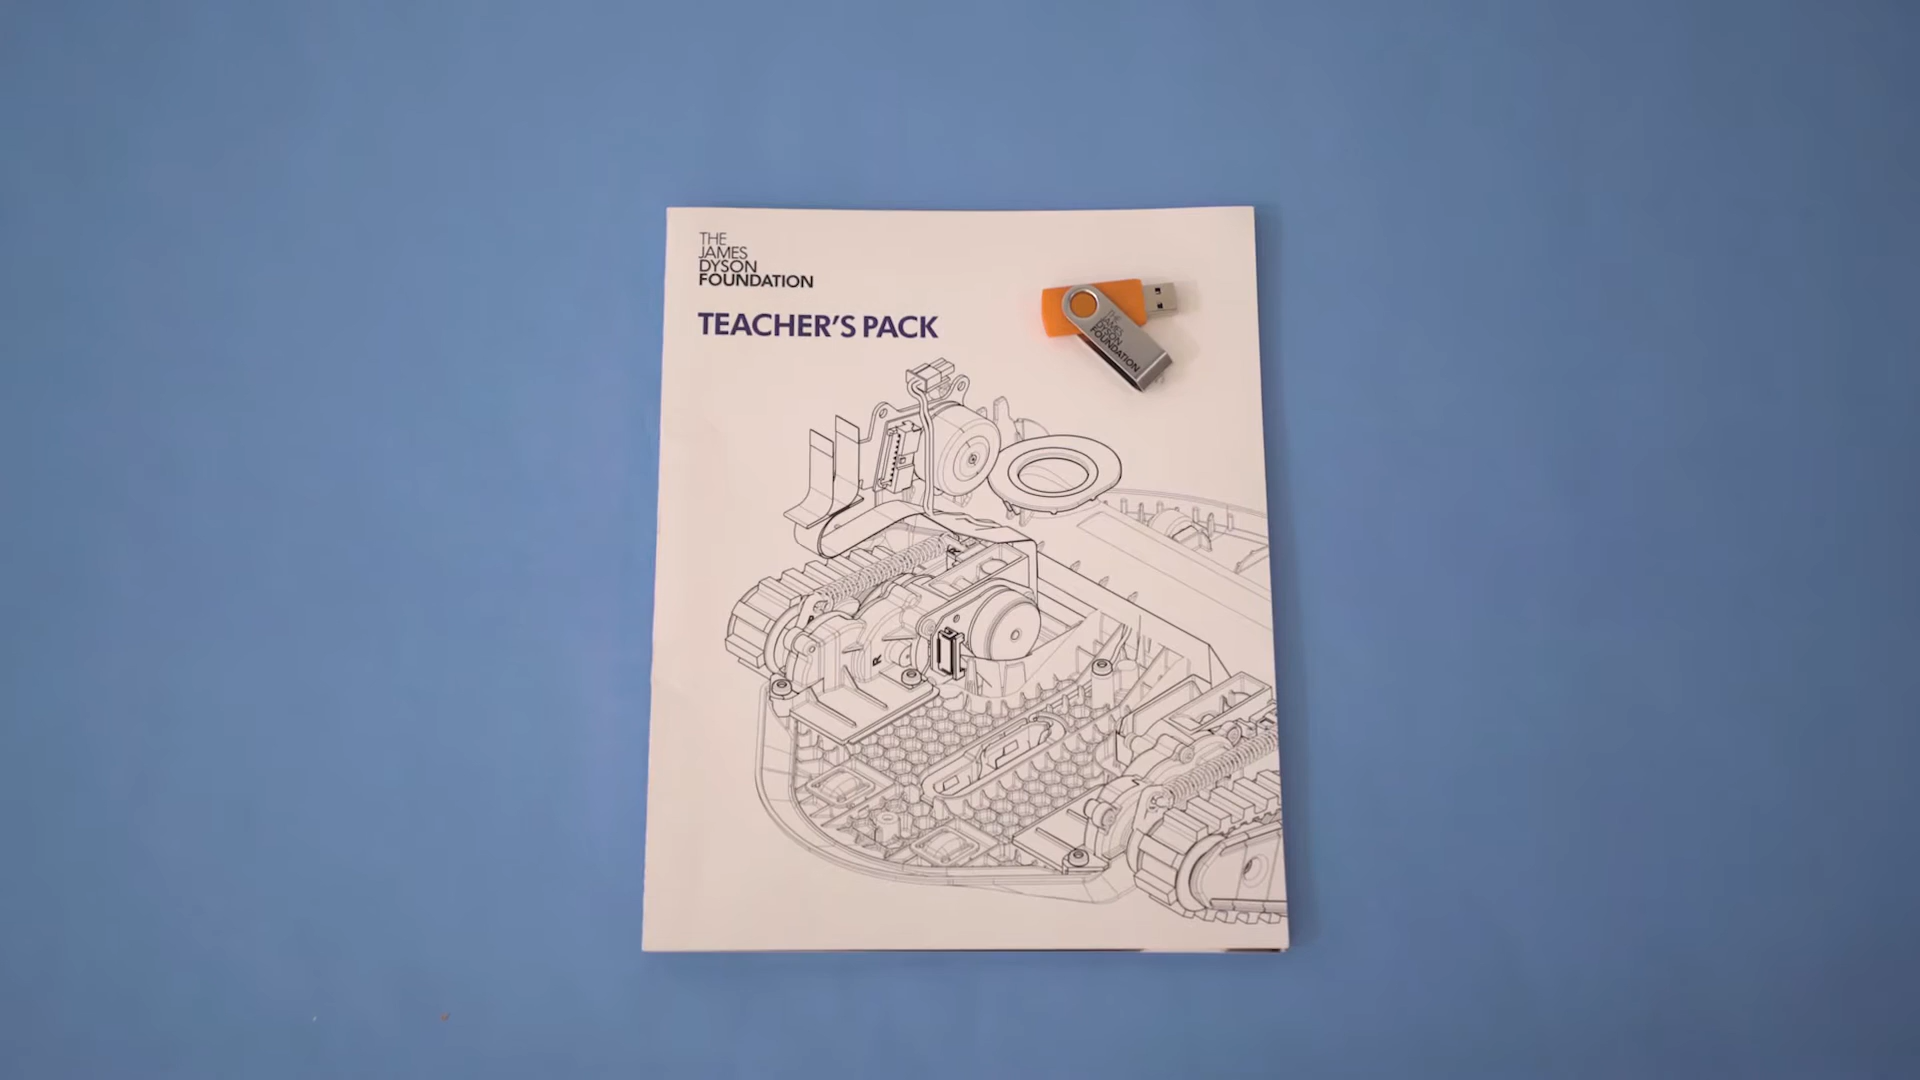 THE
JAMES
DYSON
FOUNDATION
TEACHER'S PACK
THE
JAMES
DYSON
FOUNDATION
R
R